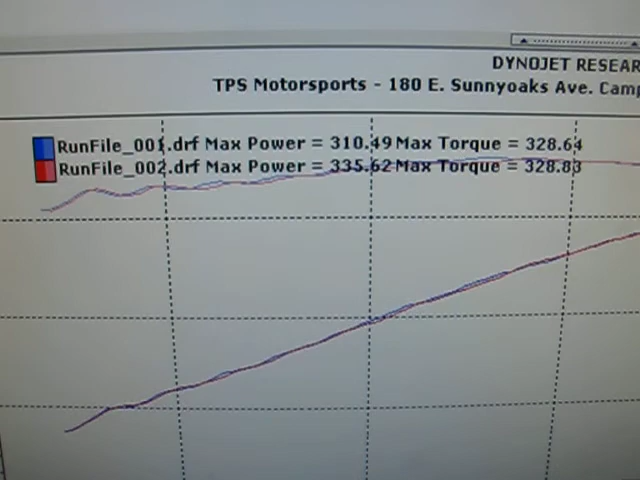 DYNOJET RESEAR
TPS Motorsports - 180 E. Sunnyoaks Ave. Camp
RunFile_001.drf Max Power = 310.49 Max Torque = 328.64
RunFile_002.drf Max Power = 335.62 Max Torque = 328.83